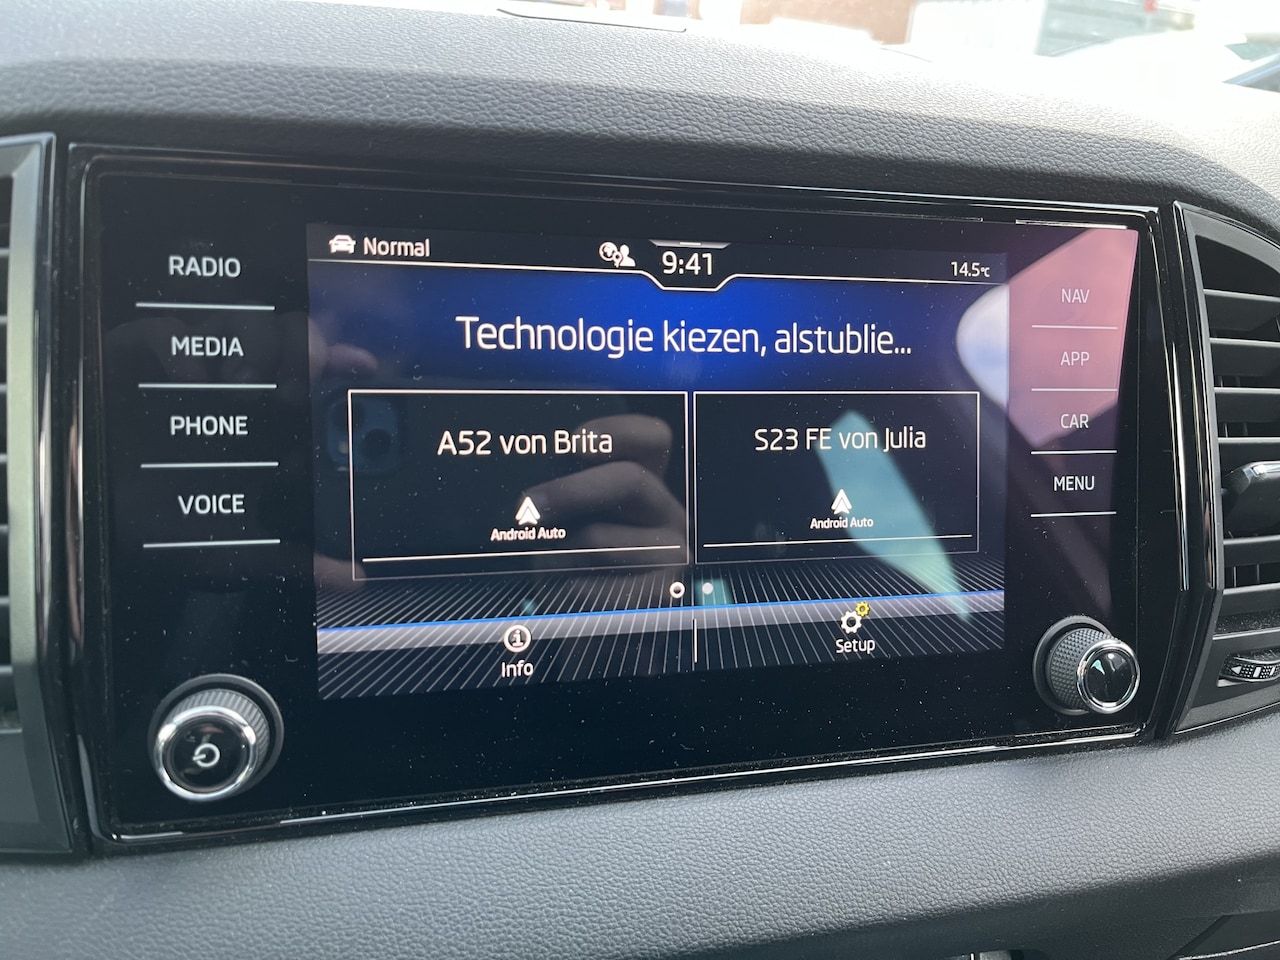 RADIO
MEDIA
PHONE
VOICE
Normal
9:41
14.5°C
Technologie kiezen, alstublie...
A52 von Brita
Android Auto
S23 FE von Julia
Android Auto
Info
Setup
NAV
APP
CAR
MENU